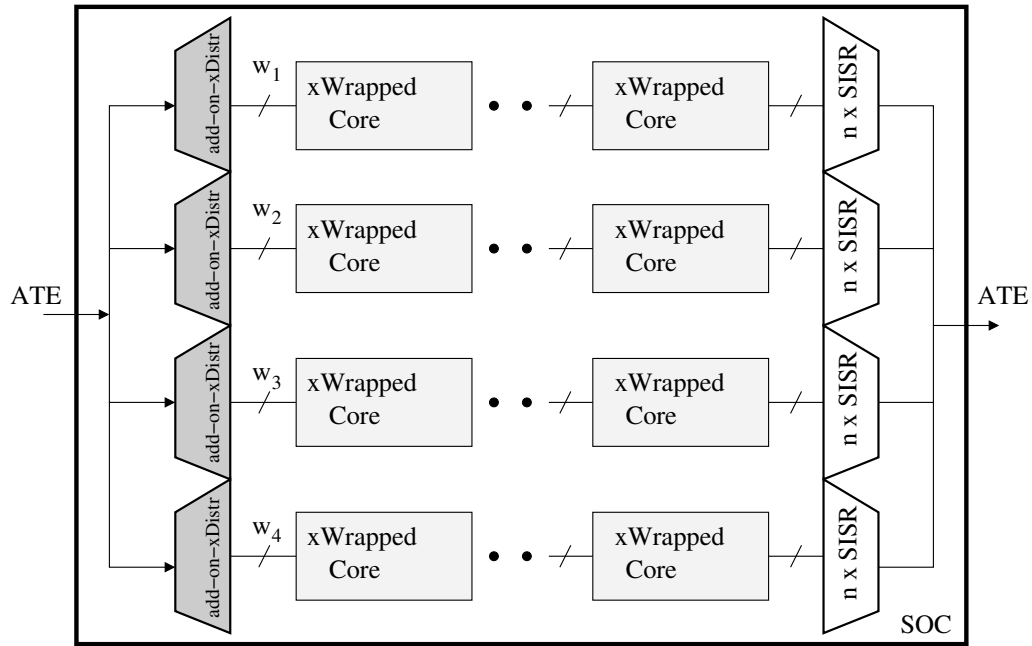 add−on−xDistr
w1
xWrapped
Core
xWrapped
Core
n x SISR
add−on−xDistr
w2
xWrapped
Core
xWrapped
Core
n x SISR
ATE
ATE
add−on−xDistr
w3
xWrapped
Core
xWrapped
Core
n x SISR
add−on−xDistr
w4
xWrapped
Core
xWrapped
Core
n x SISR
SOC